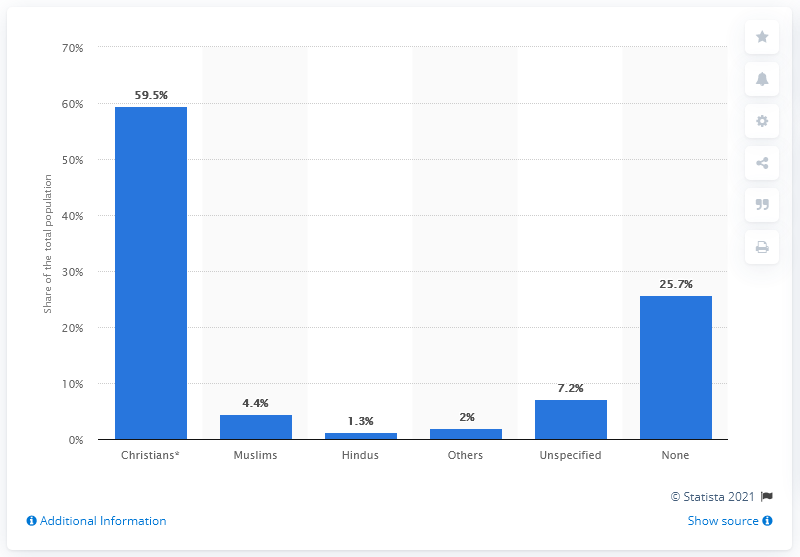 70%
60%
50%
40%
30%
20%
10%
0%
Share of the total population
59.5%
4.4%
1.3%
2%
7.2%
25.7%
Christians*
Muslims
Hindus
Others
Unspecified
None
© Statista 2021
Additional Information
Show source